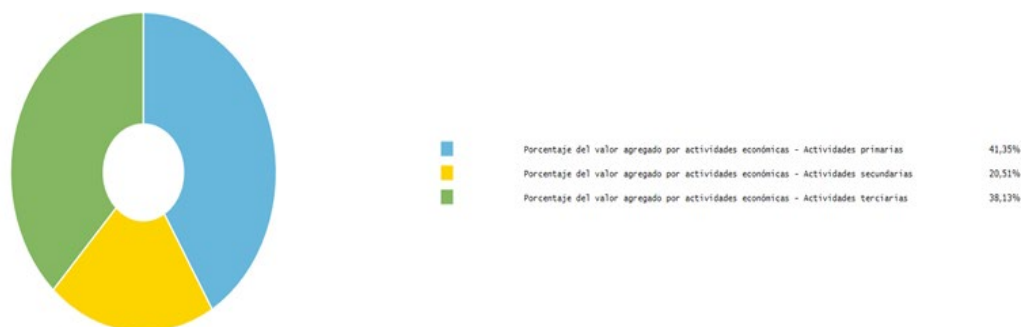 Porcentaje del valor agregado por actividades económicas - Actividades primarias 41,35%
Porcentaje del valor agregado por actividades económicas - Actividades secundarias 20,51%
Porcentaje del valor agregado por actividades económicas - Actividades terciarias 38,13%